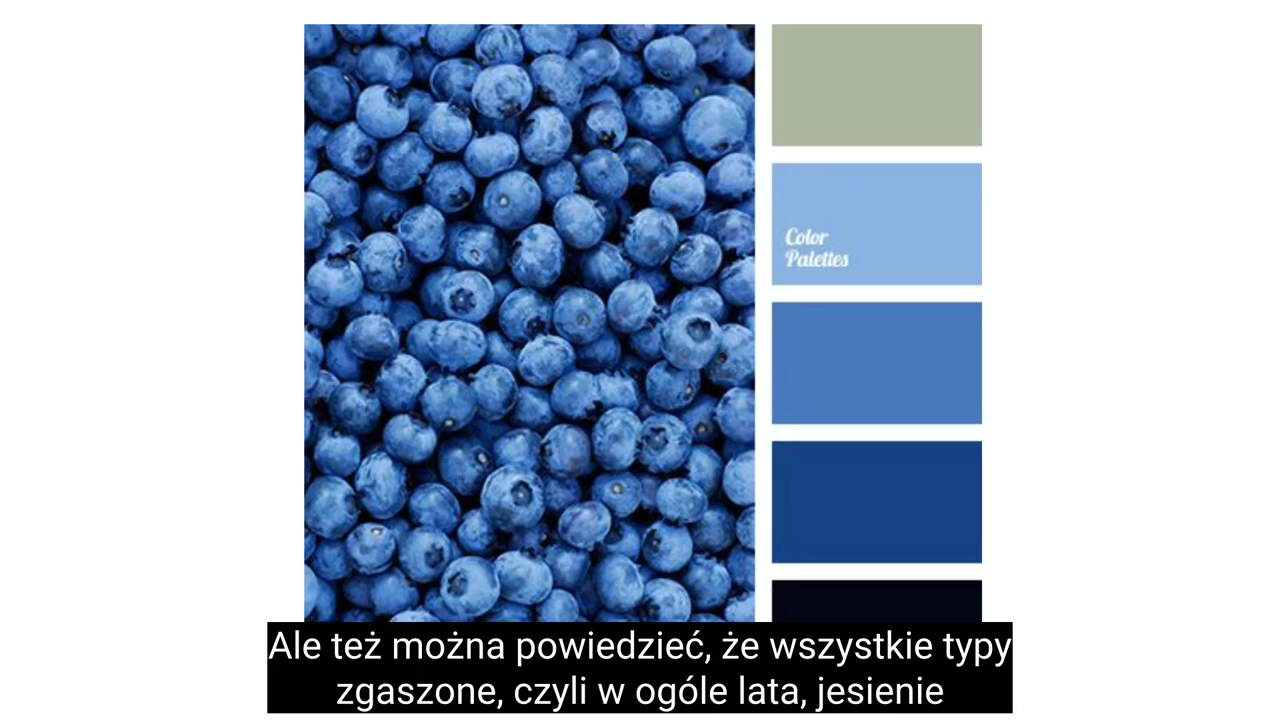 Color
Palettes
Ale też można powiedzieć, że wszystkie typy
zgaszone, czyli w ogóle lata, jesienie